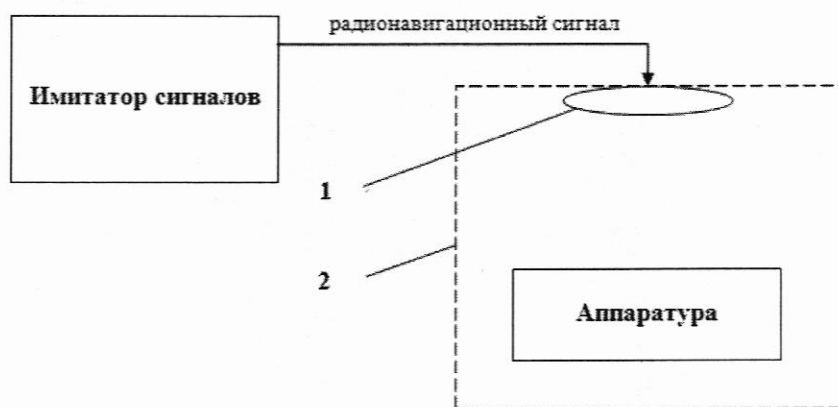 радионавигационный сигнал
Имитатор сигналов
1
2
Аппаратура